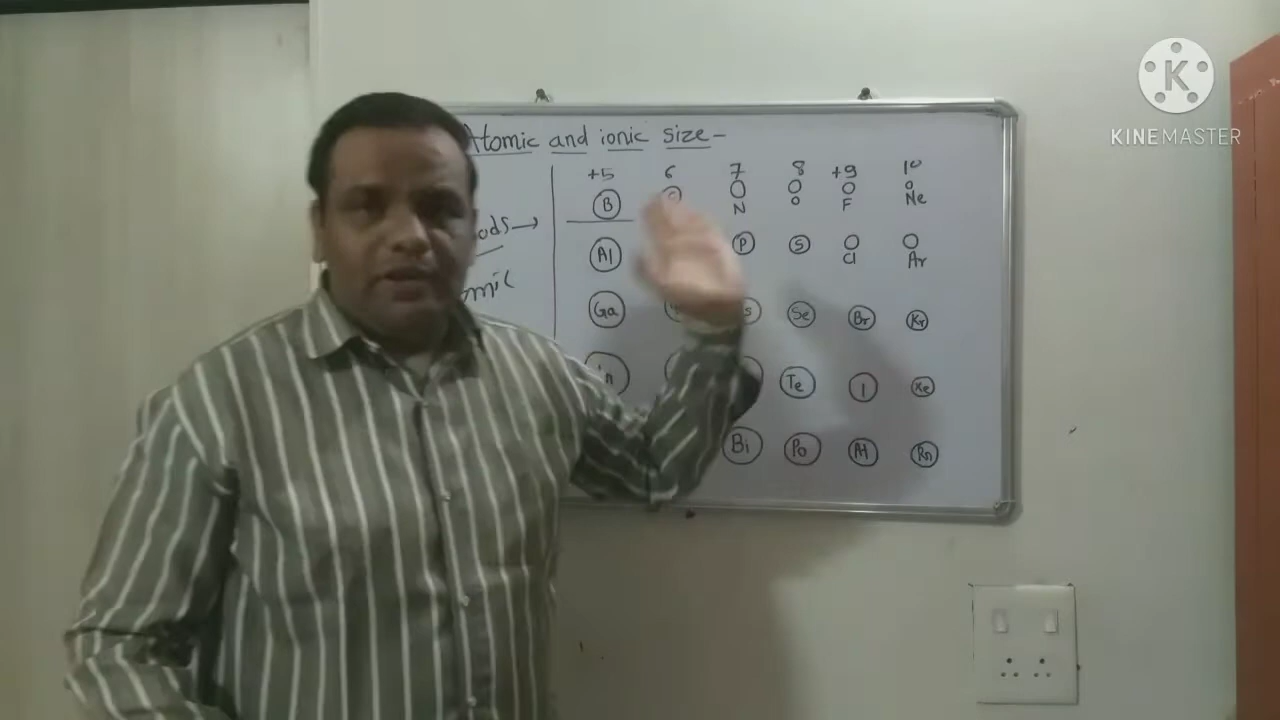 KINEMASTER
Atomic and ionic size-
+5 6 7 8 +9 10
B C N O F Ne
Al P S Cl Ar
Ga Se Br Kr
In Te I Xe
Bi Po At Rn